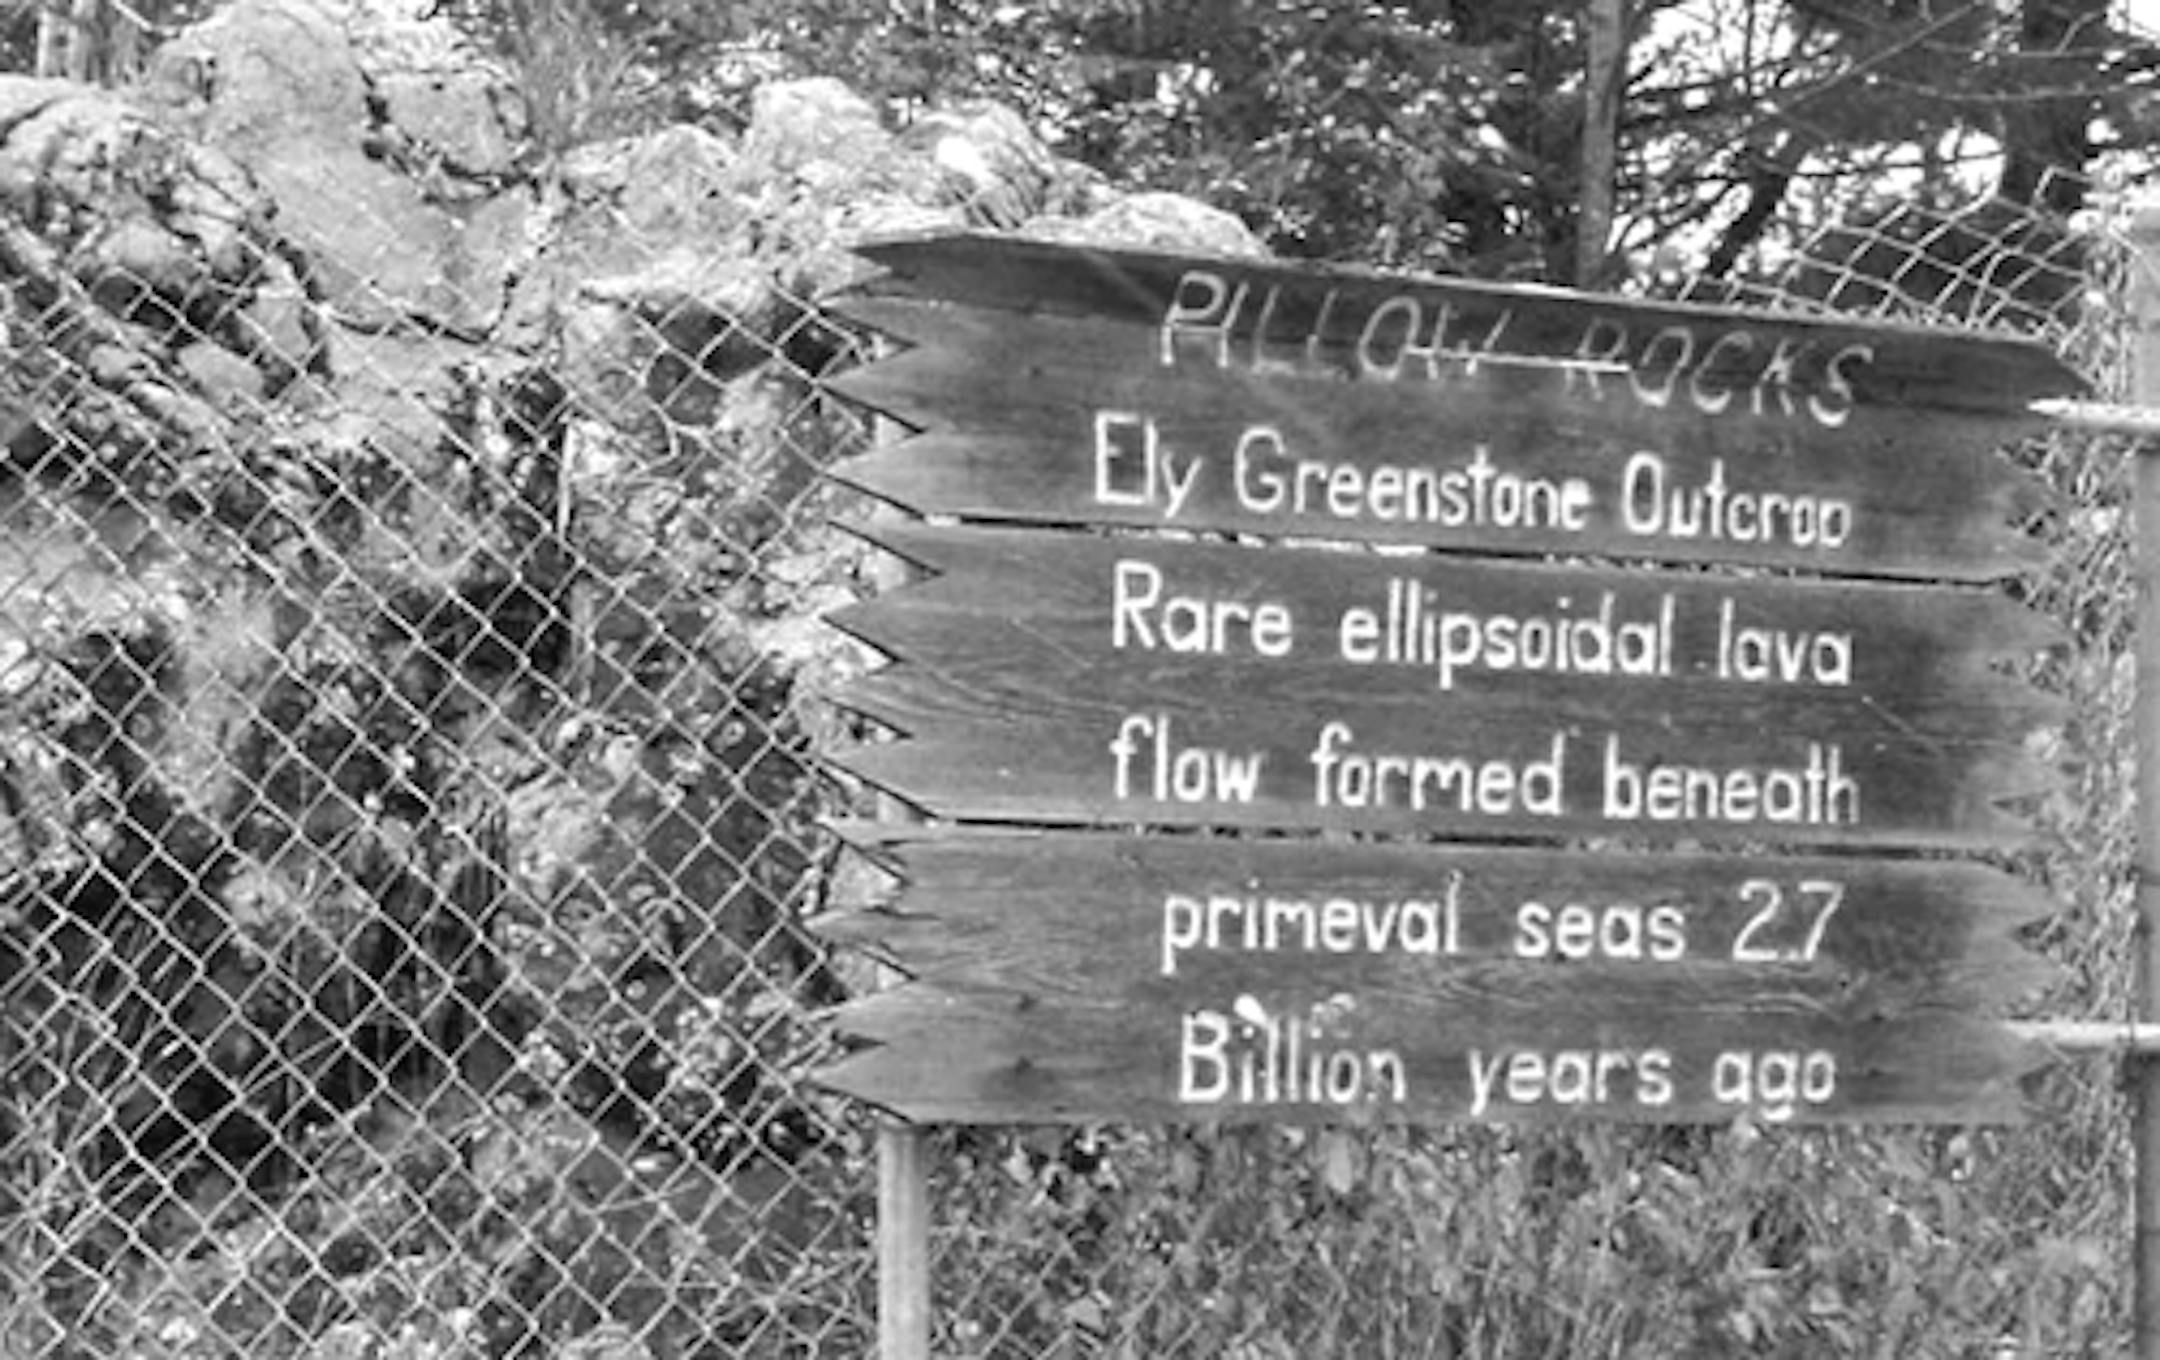 PILLOW ROCKS
Ely Greenstone Outcrop
Rare ellipsoidal lava
flow formed beneath
primeval seas 2.7
Billion years ago